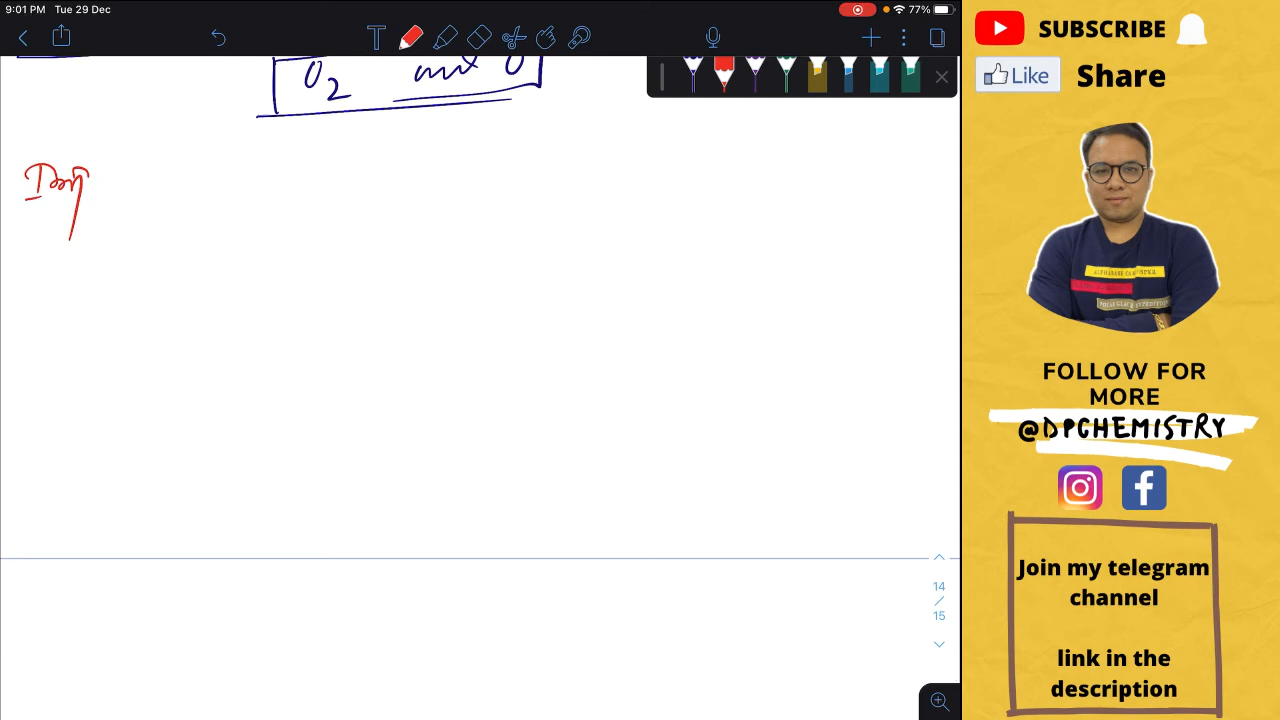 9:01 PM Tue 29 Dec
77%
T
O2 and O
14
/
15
SUBSCRIBE
Like
Share
FOLLOW FOR
MORE
@DPCHEMISTRY
f
Join my telegram
channel
link in the
description